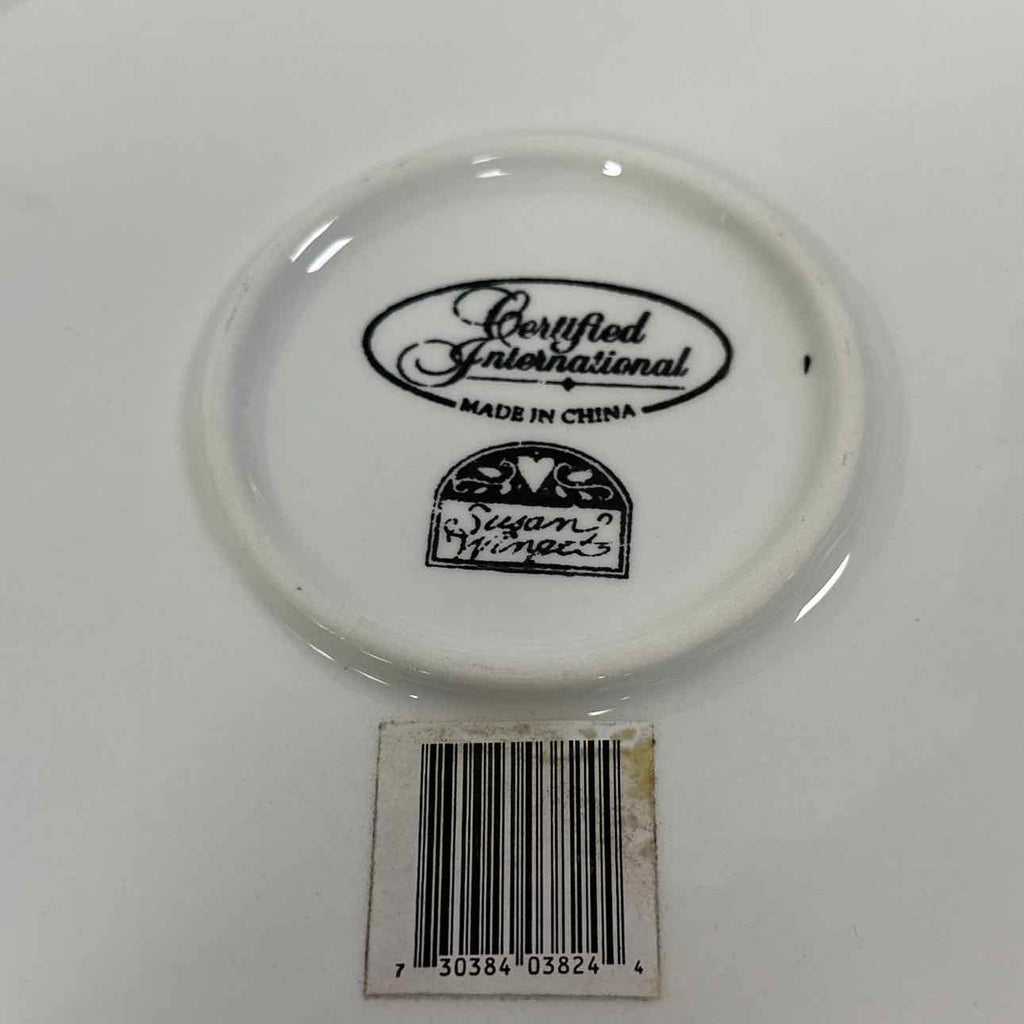 Certified
International
MADE IN CHINA
Susan
Winget
7 30384 03824 4